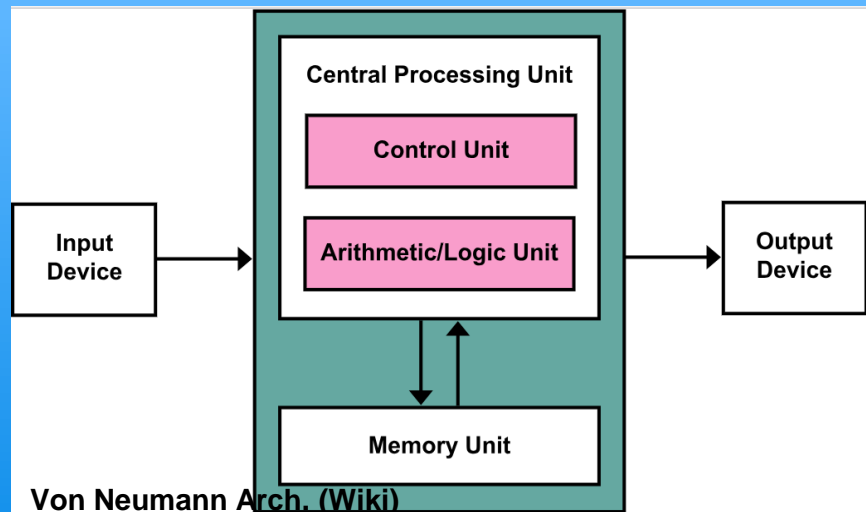 Central Processing Unit
Control Unit
Arithmetic/Logic Unit
Input
Device
Output
Device
Memory Unit
Von Neumann Arch. (Wiki)